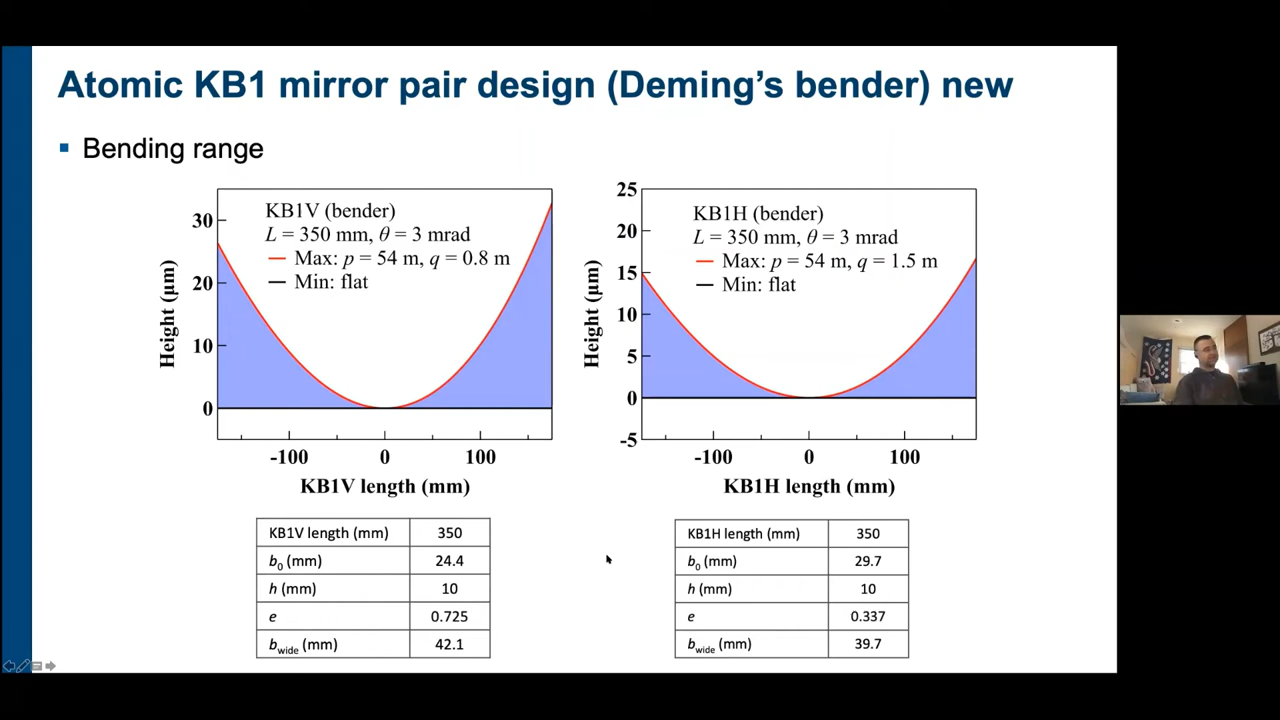 Atomic KB1 mirror pair design (Deming's bender) new
Bending range
KB1V (bender)
L = 350 mm, θ = 3 mrad
Max: p = 54 m, q = 0.8 m
Min: flat
Height (μm)
30
20
10
0
-100 0 100
KB1V length (mm)
KB1H (bender)
L = 350 mm, θ = 3 mrad
Max: p = 54 m, q = 1.5 m
Min: flat
Height (μm)
25
20
15
10
5
0
-5
-100 0 100
KB1H length (mm)
KB1V length (mm) 350
b0 (mm) 24.4
h (mm) 10
e 0.725
bwide (mm) 42.1
KB1H length (mm) 350
b0 (mm) 29.7
h (mm) 10
e 0.337
bwide (mm) 39.7